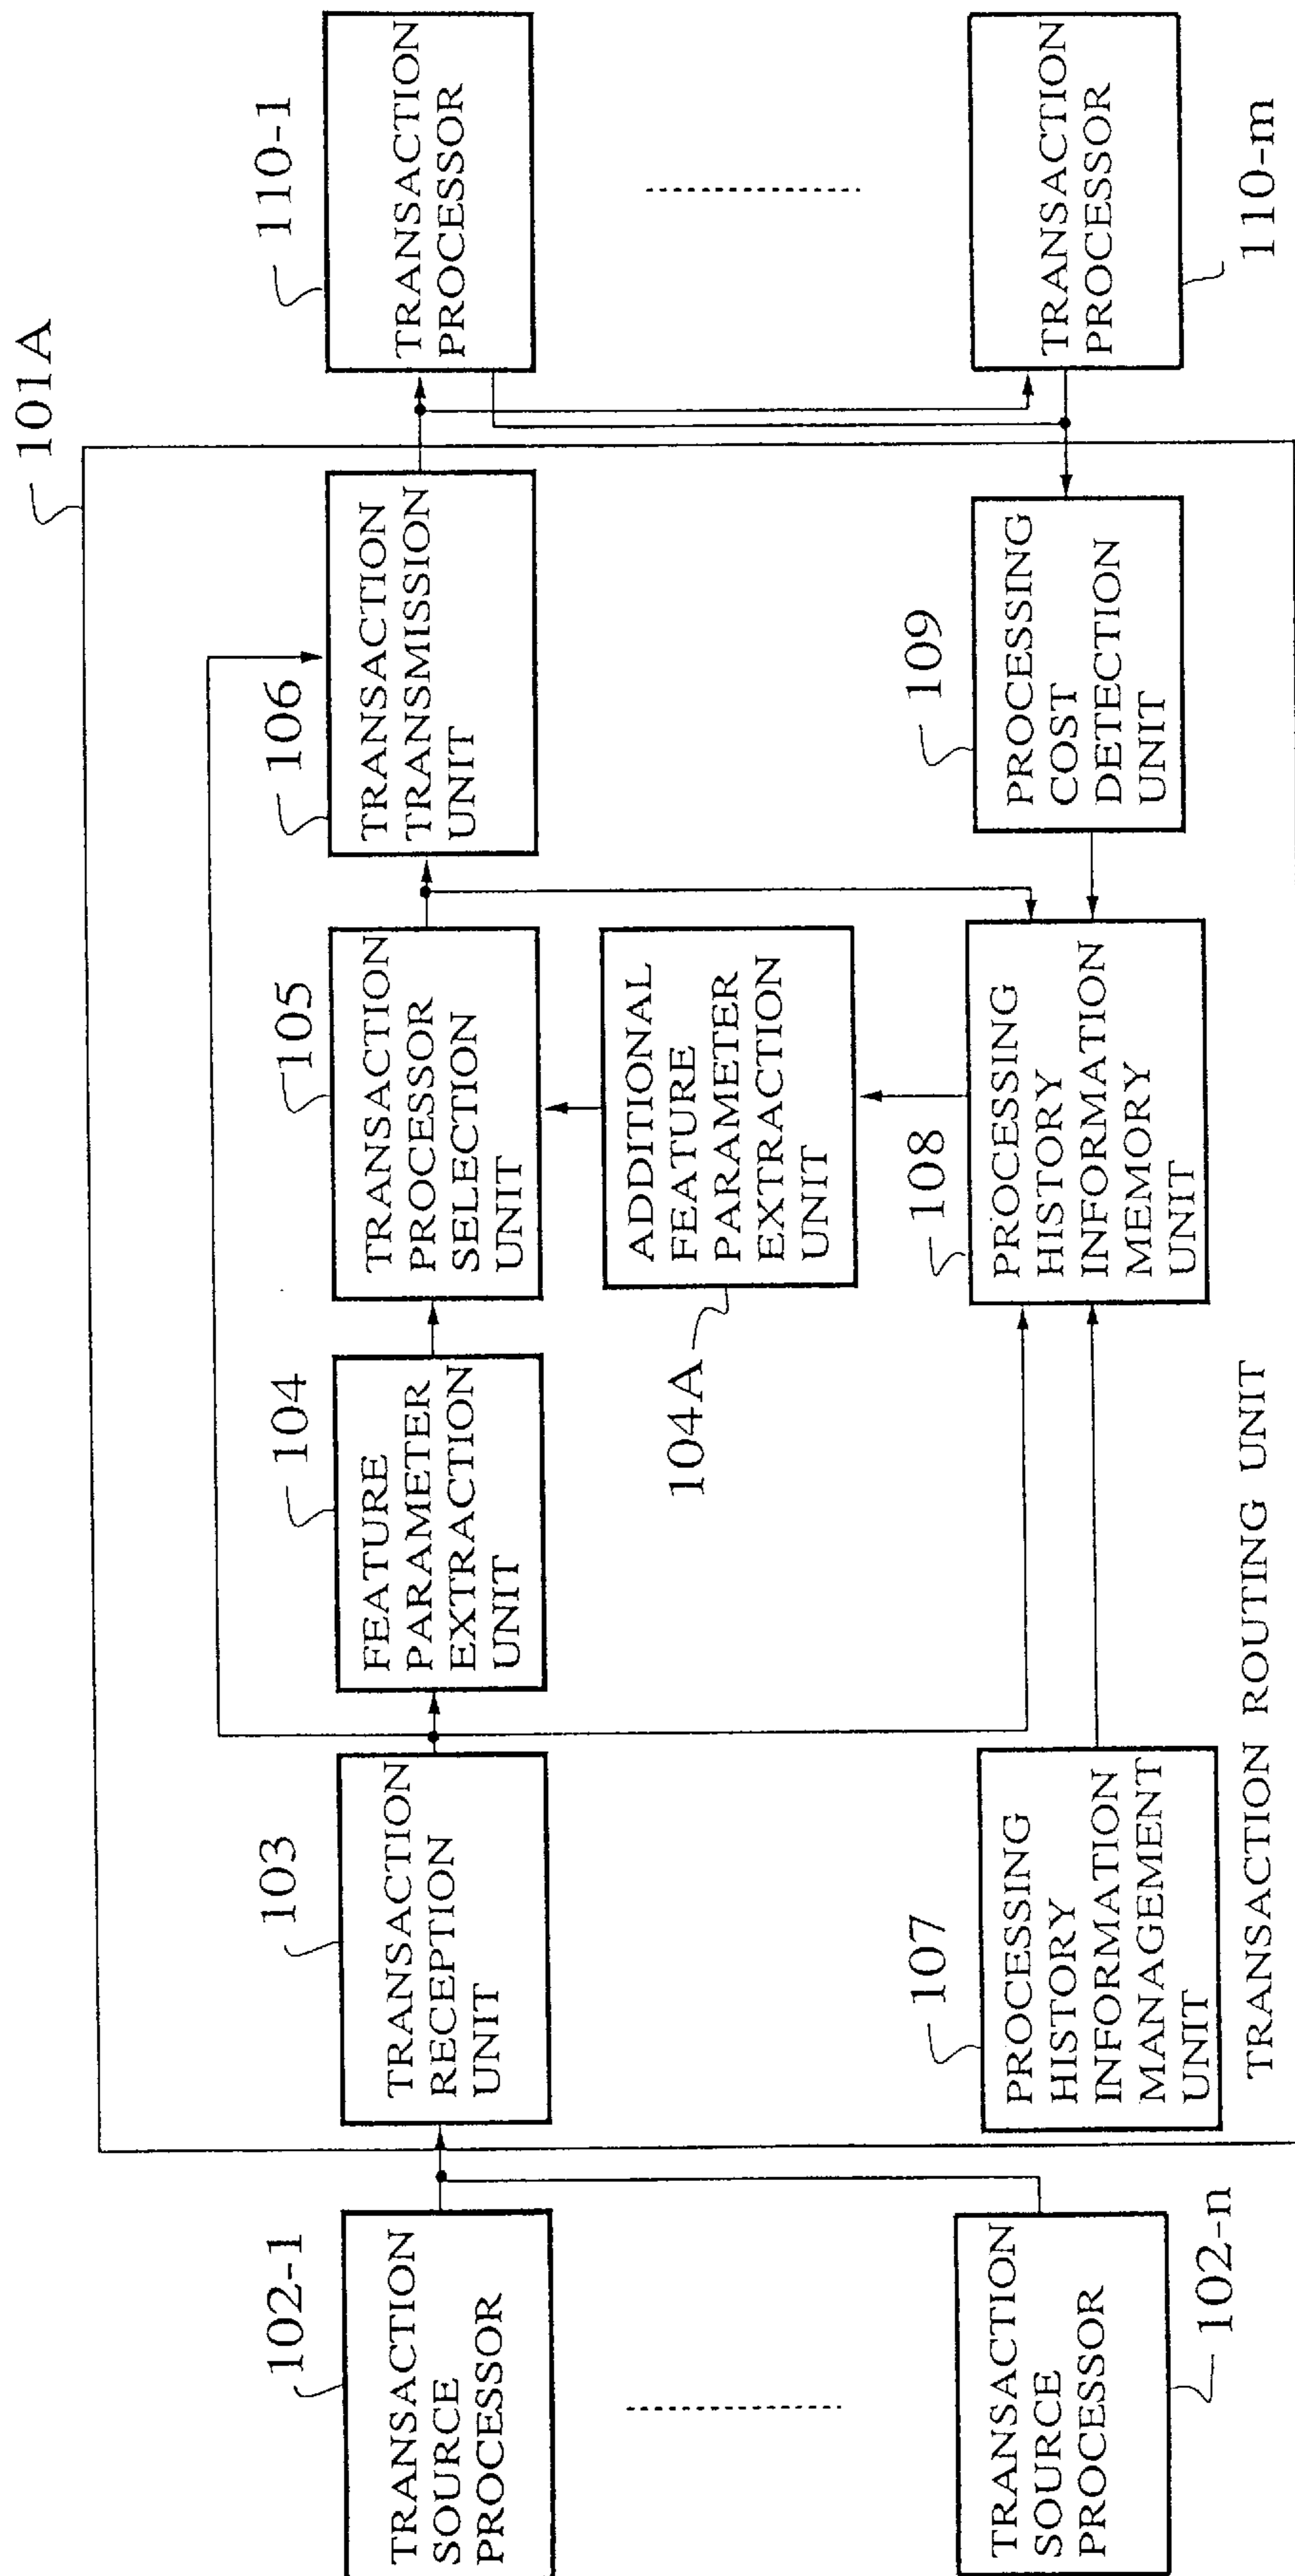 101A
102-1
TRANSACTION
SOURCE
PROCESSOR
102-n
TRANSACTION
SOURCE
PROCESSOR
103
TRANSACTION
RECEPTION
UNIT
104
FEATURE
PARAMETER
EXTRACTION
UNIT
105
TRANSACTION
PROCESSOR
SELECTION
UNIT
106
TRANSACTION
TRANSMISSION
UNIT
110-1
TRANSACTION
PROCESSOR
104A
ADDITIONAL
FEATURE
PARAMETER
EXTRACTION
UNIT
107
PROCESSING
HISTORY
INFORMATION
MANAGEMENT
UNIT
108
PROCESSING
HISTORY
INFORMATION
MEMORY
UNIT
109
PROCESSING
COST
DETECTION
UNIT
TRANSACTION
PROCESSOR
110-m
TRANSACTION ROUTING UNIT